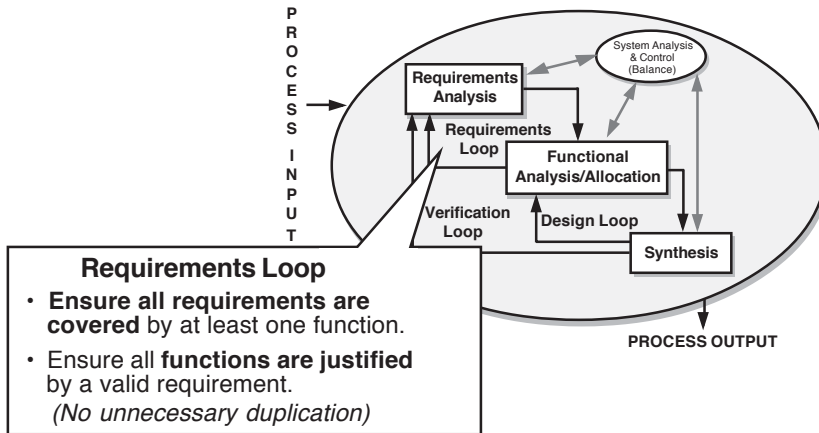 PROCESS INPUT
System Analysis
& Control
(Balance)
Requirements
Analysis
Requirements
Loop
Functional
Analysis/Allocation
Verification
Loop
Design Loop
Synthesis
PROCESS OUTPUT
Requirements Loop
• Ensure all requirements are
covered by at least one function.
• Ensure all functions are justified
by a valid requirement.
(No unnecessary duplication)